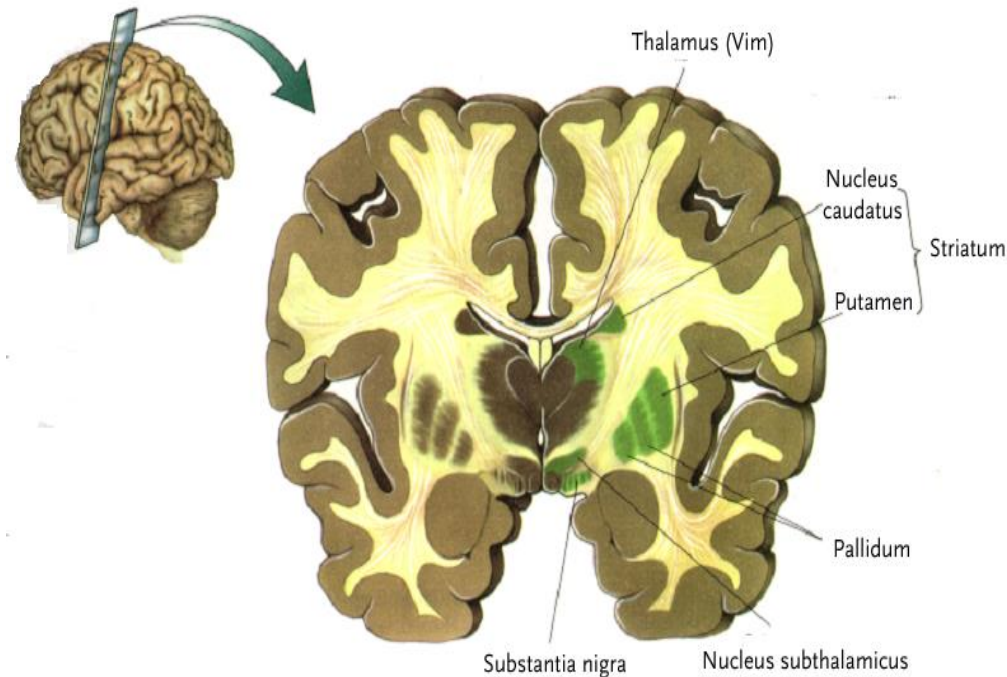 Thalamus (Vim)
Nucleus
caudatus
Striatum
Putamen
Pallidum
Substantia nigra
Nucleus subthalamicus